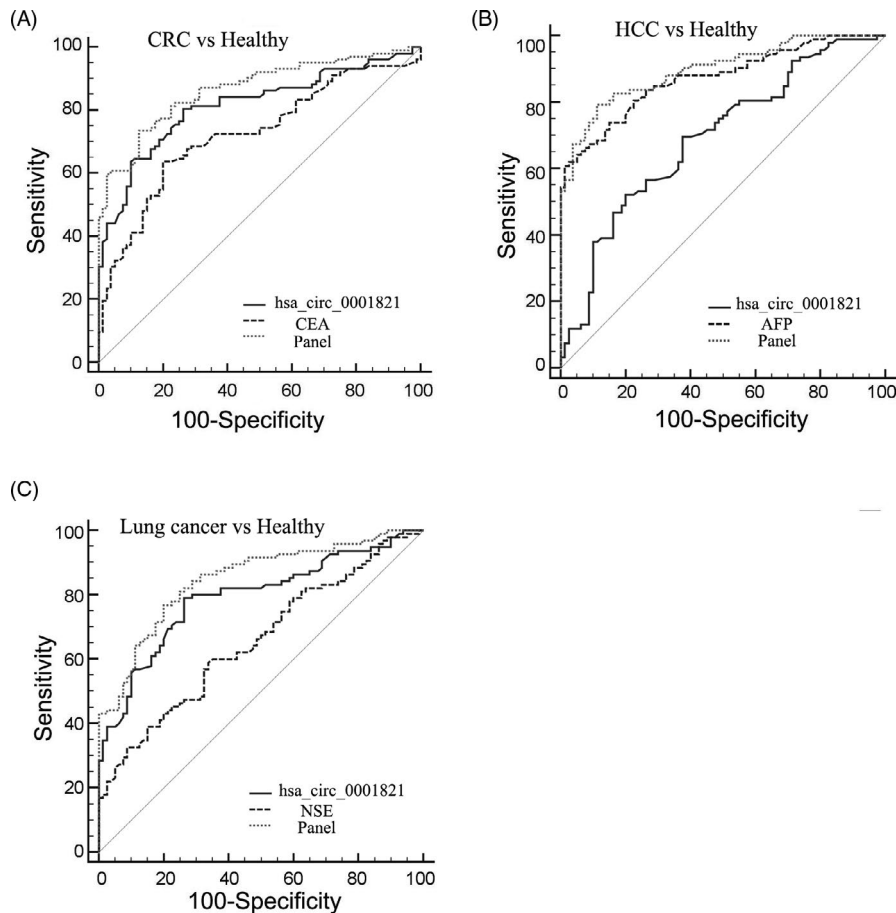 (A)
CRC vs Healthy
100
80
60
40
20
0
Sensitivity
hsa_circ_0001821
CEA
Panel
0 20 40 60 80 100
100-Specificity
(B)
HCC vs Healthy
100
80
60
40
20
0
Sensitivity
hsa_circ_0001821
AFP
Panel
0 20 40 60 80 100
100-Specificity
(C)
Lung cancer vs Healthy
100
80
60
40
20
0
Sensitivity
hsa_circ_0001821
NSE
Panel
0 20 40 60 80 100
100-Specificity